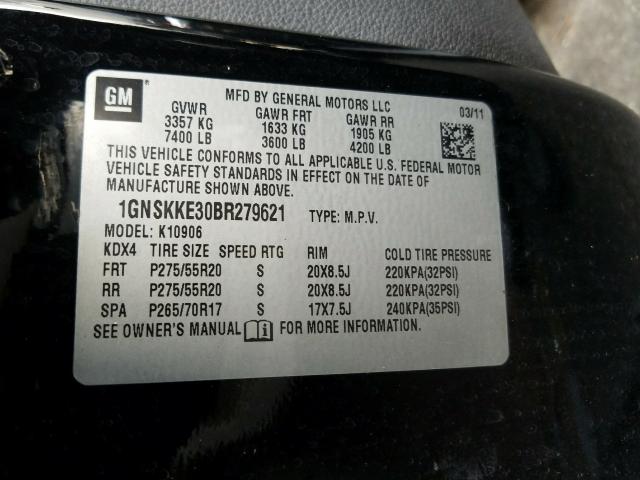 GM
MFD BY GENERAL MOTORS LLC
03/11
GVWR GAWR FRT GAWR RR
3357 KG 1633 KG 1905 KG
7400 LB 3600 LB 4200 LB
THIS VEHICLE CONFORMS TO ALL APPLICABLE U.S. FEDERAL MOTOR
VEHICLE SAFETY STANDARDS IN EFFECT ON THE DATE OF
MANUFACTURE SHOWN ABOVE.
1GNSKKE30BR279621 TYPE: M.P.V.
MODEL: K10906
KDX4 TIRE SIZE SPEED RTG RIM COLD TIRE PRESSURE
FRT P275/55R20 S 20X8.5J 220KPA(32PSI)
RR P275/55R20 S 20X8.5J 220KPA(32PSI)
SPA P265/70R17 S 17X7.5J 240KPA(35PSI)
SEE OWNER'S MANUAL FOR MORE INFORMATION.